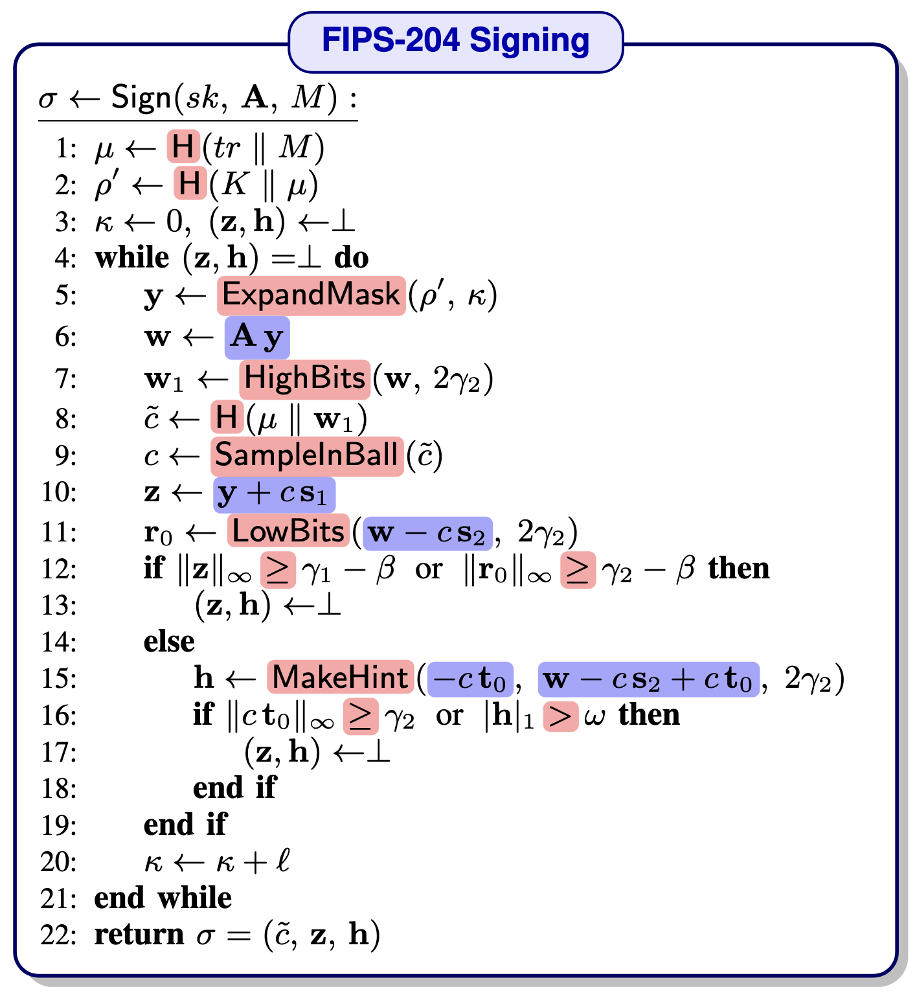 FIPS-204 Signing
σ ← Sign(sk, A, M) :
1: μ ← H(tr ∥ M)
2: ρ′ ← H(K ∥ μ)
3: κ ← 0, (z, h) ←⊥
4: while (z, h) =⊥ do
5: y ← ExpandMask(ρ′, κ)
6: w ← A y
7: w₁ ← HighBits(w, 2γ₂)
8: c̃ ← H(μ ∥ w₁)
9: c ← SampleInBall(c̃)
10: z ← y + c s₁
11: r₀ ← LowBits(w − c s₂, 2γ₂)
12: if ∥z∥∞ ≥ γ₁ − β or ∥r₀∥∞ ≥ γ₂ − β then
13: (z, h) ←⊥
14: else
15: h ← MakeHint(−c t₀, w − c s₂ + c t₀, 2γ₂)
16: if ∥c t₀∥∞ ≥ γ₂ or |h|₁ > ω then
17: (z, h) ←⊥
18: end if
19: end if
20: κ ← κ + ℓ
21: end while
22: return σ = (c̃, z, h)